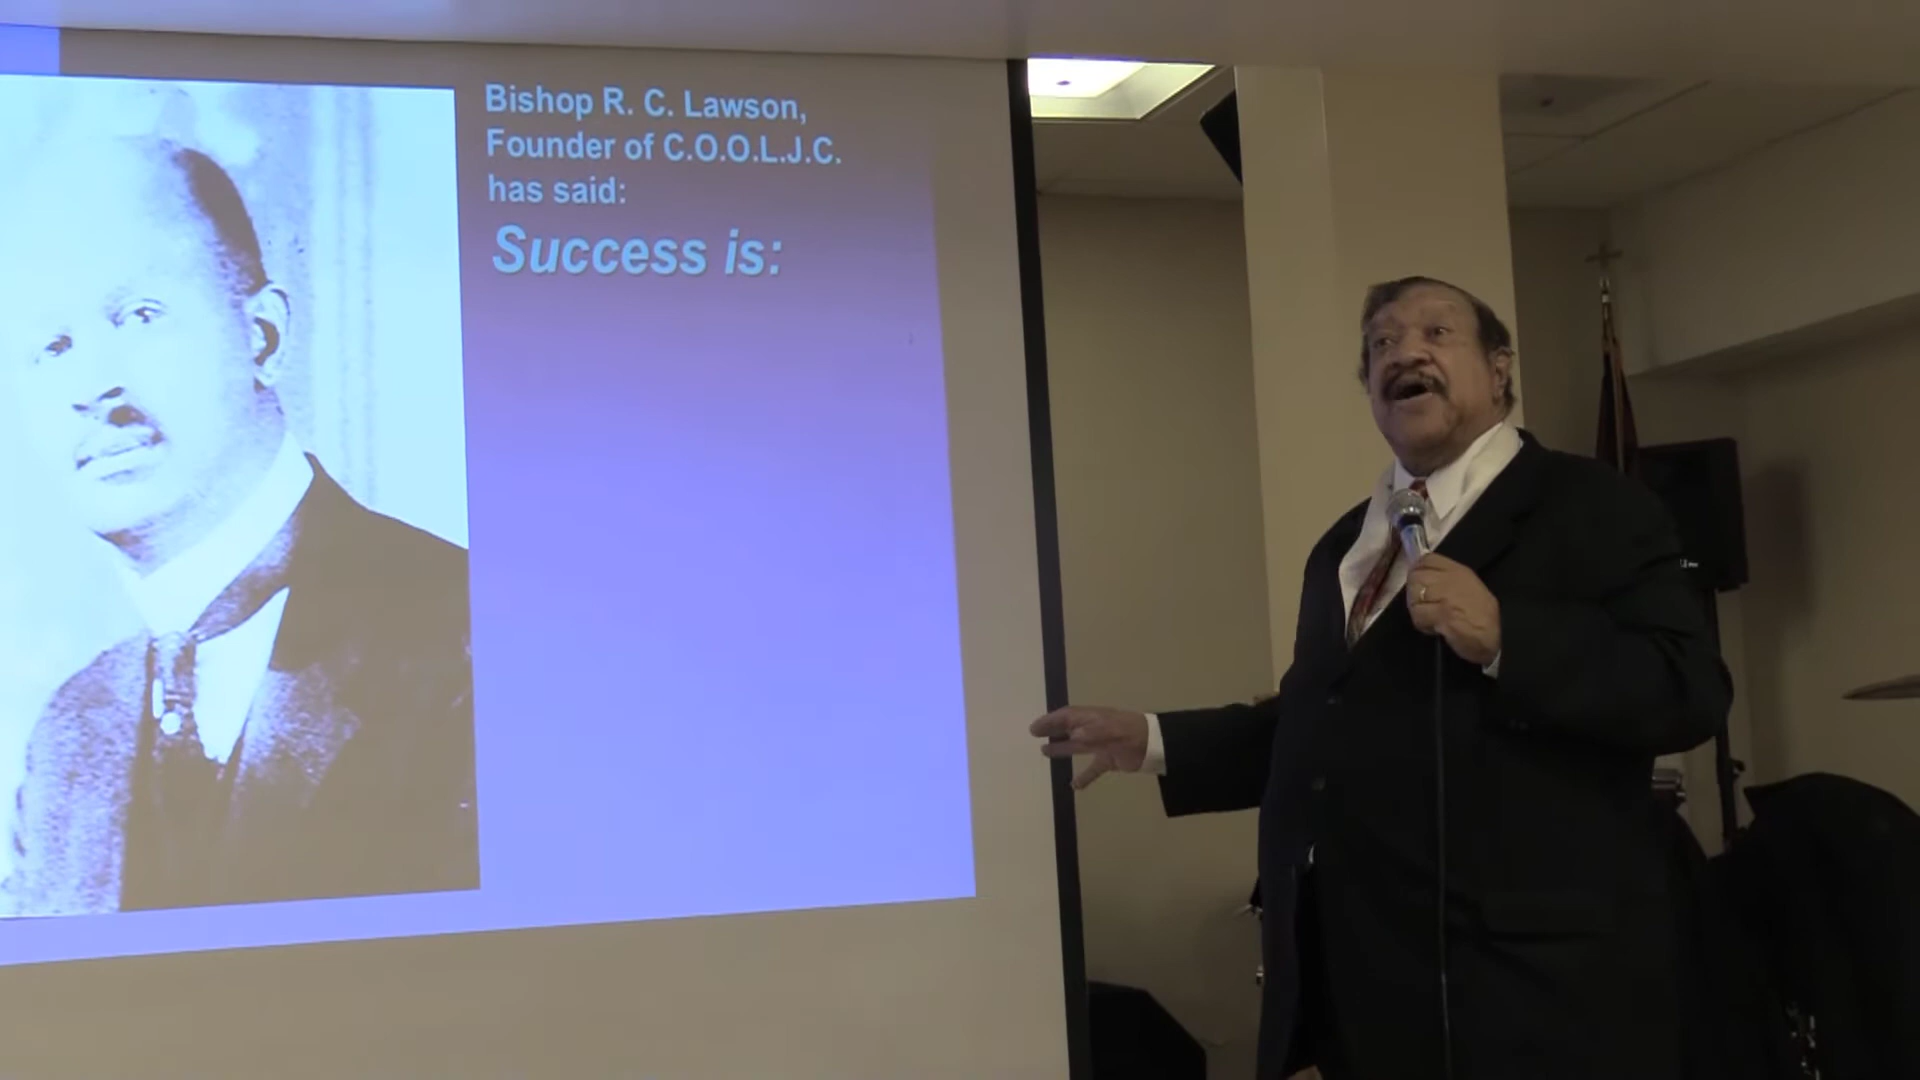 Bishop R. C. Lawson,
Founder of C.O.O.L.J.C.
has said:
Success is: